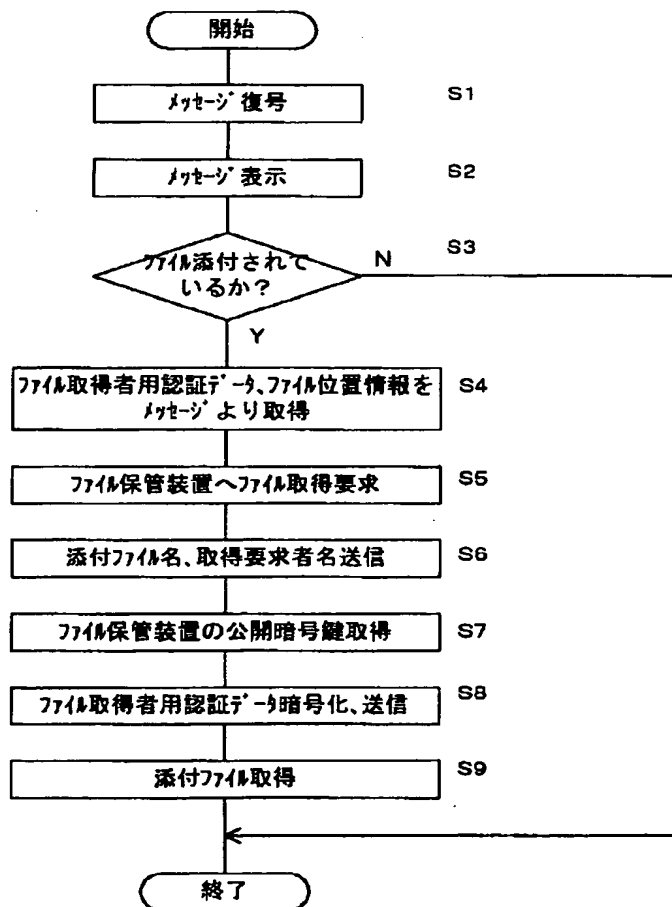 開始
ﾒｯｾｰｼﾞ復号
S1
ﾒｯｾｰｼﾞ表示
S2
ﾌｧｲﾙ添付されて
いるか?
N
S3
Y
ﾌｧｲﾙ取得者用認証ﾃﾞｰﾀ、ﾌｧｲﾙ位置情報を
ﾒｯｾｰｼﾞより取得
S4
ﾌｧｲﾙ保管装置へﾌｧｲﾙ取得要求
S5
添付ﾌｧｲﾙ名、取得要求者名送信
S6
ﾌｧｲﾙ保管装置の公開暗号鍵取得
S7
ﾌｧｲﾙ取得者用認証ﾃﾞｰﾀ暗号化、送信
S8
添付ﾌｧｲﾙ取得
S9
終了